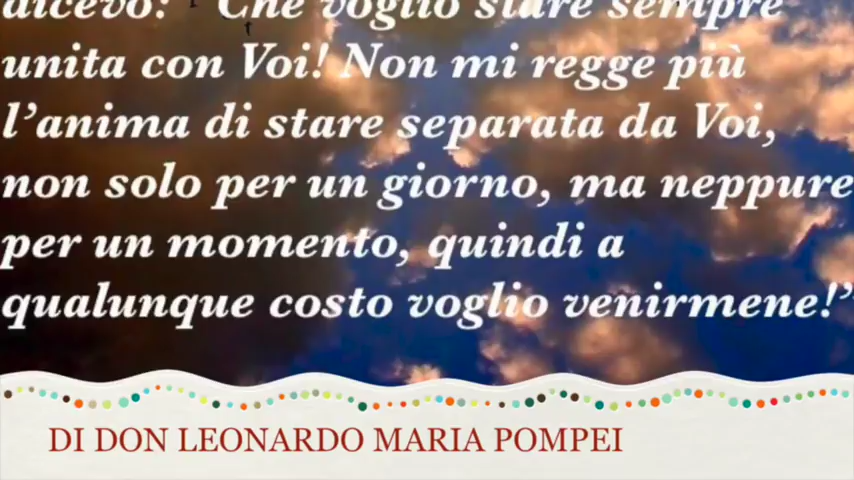 dicevo: " Che voglio stare sempre
unita con Voi! Non mi regge più
l’anima di stare separata da Voi,
non solo per un giorno, ma neppure
per un momento, quindi a
qualunque costo voglio venirmene!”
DI DON LEONARDO MARIA POMPEI